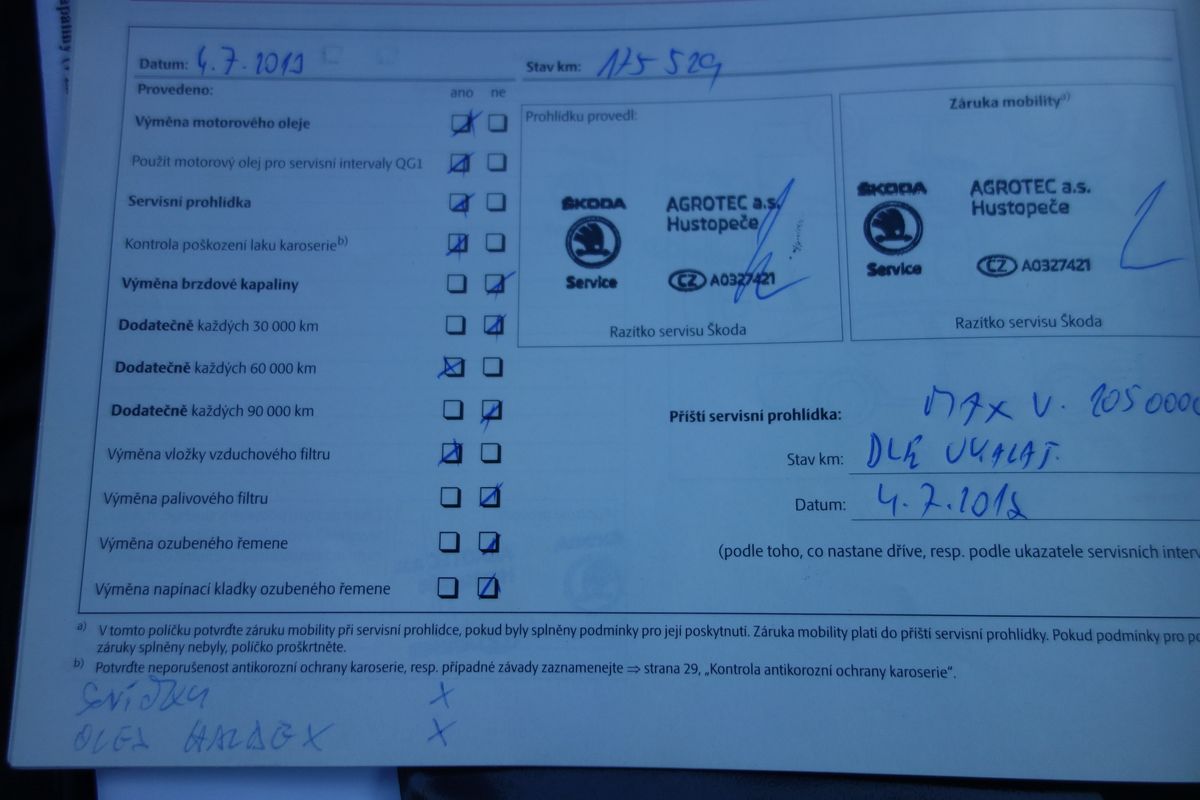 Datum: 4.7.2013
Stav km: 175 529
Provedeno:
ano ne
Výměna motorového oleje
Použit motorový olej pro servisní intervaly QG1
Servisní prohlídka
Kontrola poškození laku karoserie b)
Výměna brzdové kapaliny
Dodatečně každých 30 000 km
Dodatečně každých 60 000 km
Dodatečně každých 90 000 km
Výměna vložky vzduchového filtru
Výměna palivového filtru
Výměna ozubeného řemene
Výměna napínací kladky ozubeného řemene
Prohlídku provedl:
ŠKODA
Service
AGROTEC a.s.
Hustopeče
CZ A0327421
Razítko servisu Škoda
Záruka mobility a)
ŠKODA
Service
AGROTEC a.s.
Hustopeče
CZ A0327421
Razítko servisu Škoda
Příští servisní prohlídka: MAX V.
Stav km: DLE UKAZAT.
Datum: 4.7.201
(podle toho, co nastane dříve, resp. podle ukazatele servisních interv
a) V tomto políčku potvrďte záruku mobility při servisní prohlídce, pokud byly splněny podmínky pro její poskytnutí. Záruka mobility platí do příští servisní prohlídky. Pokud podmínky pro po
záruky splněny nebyly, políčko proškrtněte.
b) Potvrďte neporušenost antikorozní ochrany karoserie, resp. případné závady zaznamenejte ⇒ strana 29, „Kontrola antikorozní ochrany karoserie“.
X
OLEJ HALDEX X